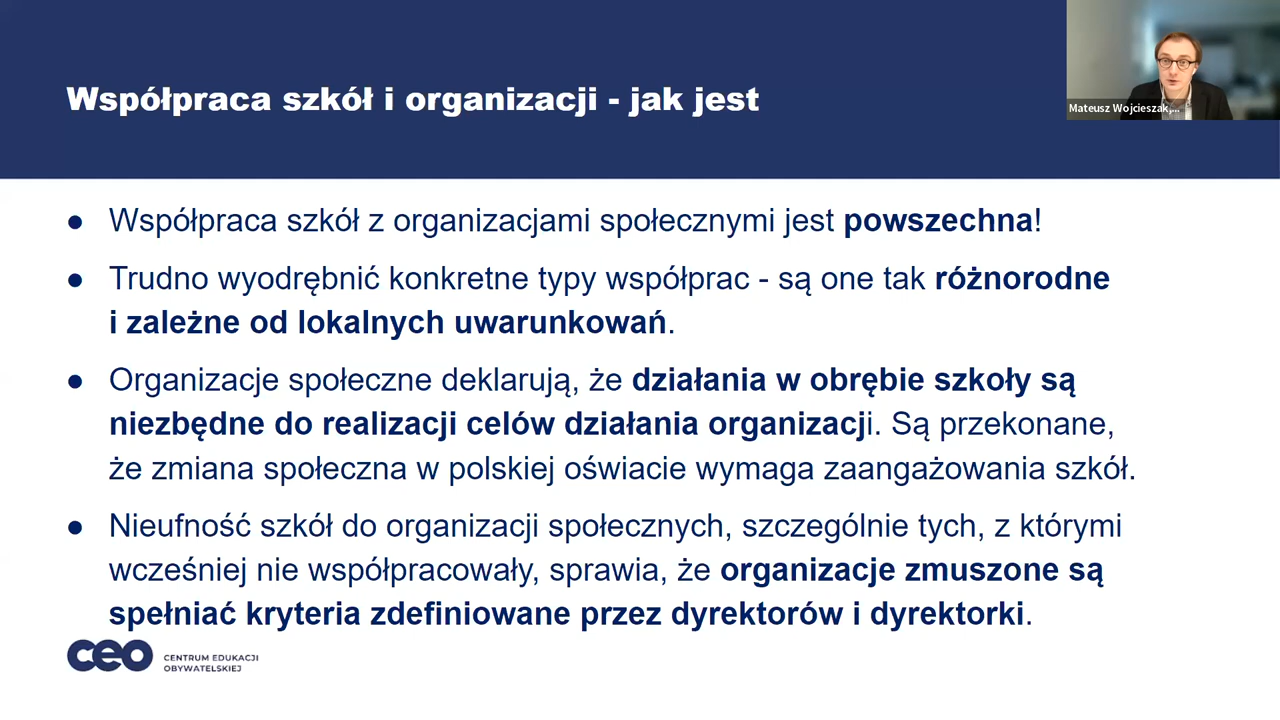 Współpraca szkół i organizacji - jak jest
Mateusz Wojcieszak,...
● Współpraca szkół z organizacjami społecznymi jest powszechna!
● Trudno wyodrębnić konkretne typy współprac - są one tak różnorodne
i zależne od lokalnych uwarunkowań.
● Organizacje społeczne deklarują, że działania w obrębie szkoły są
niezbędne do realizacji celów działania organizacji. Są przekonane,
że zmiana społeczna w polskiej oświacie wymaga zaangażowania szkół.
● Nieufność szkół do organizacji społecznych, szczególnie tych, z którymi
wcześniej nie współpracowały, sprawia, że organizacje zmuszone są
spełniać kryteria zdefiniowane przez dyrektorów i dyrektorki.
ceo
CENTRUM EDUKACJI
OBYWATELSKIEJ